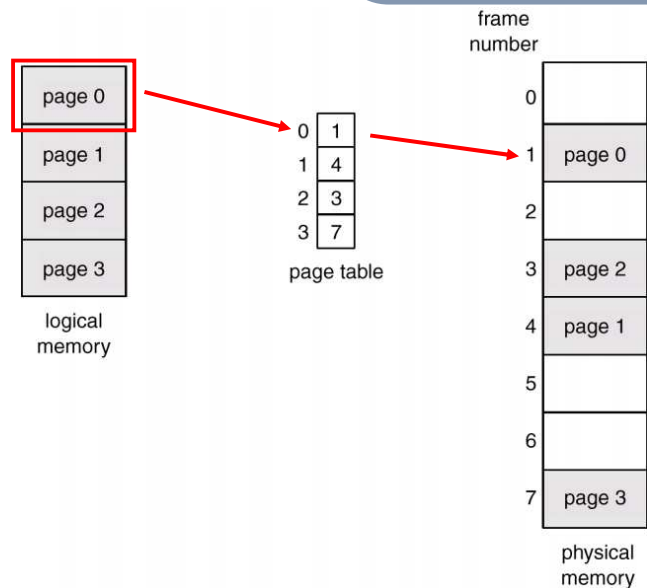 frame
number
page 0
page 1
page 2
page 3
logical
memory
0 1
1 4
2 3
3 7
page table
0
1 page 0
2
3 page 2
4 page 1
5
6
7 page 3
physical
memory